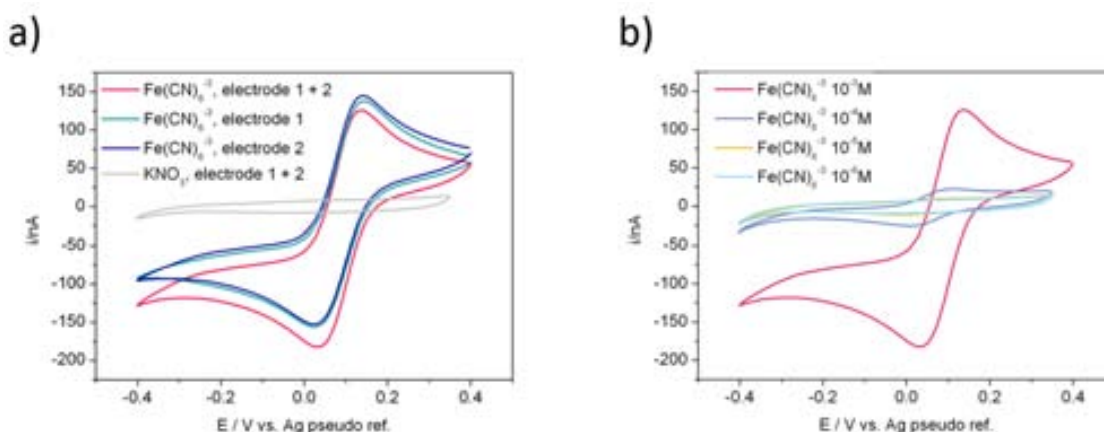 a)
150
100
50
0
-50
-100
-150
-200
i/nA
Fe(CN)₆⁻³, electrode 1 + 2
Fe(CN)₆⁻³, electrode 1
Fe(CN)₆⁻³, electrode 2
KNO₃, electrode 1 + 2
-0.4
-0.2
0.0
0.2
0.4
E / V vs. Ag pseudo ref.
b)
150
100
50
0
-50
-100
-150
-200
i/nA
Fe(CN)₆⁻³ 10⁻³M
Fe(CN)₆⁻³ 10⁻⁴M
Fe(CN)₆⁻³ 10⁻⁵M
Fe(CN)₆⁻³ 10⁻⁶M
-0.4
-0.2
0.0
0.2
0.4
E / V vs. Ag pseudo ref.